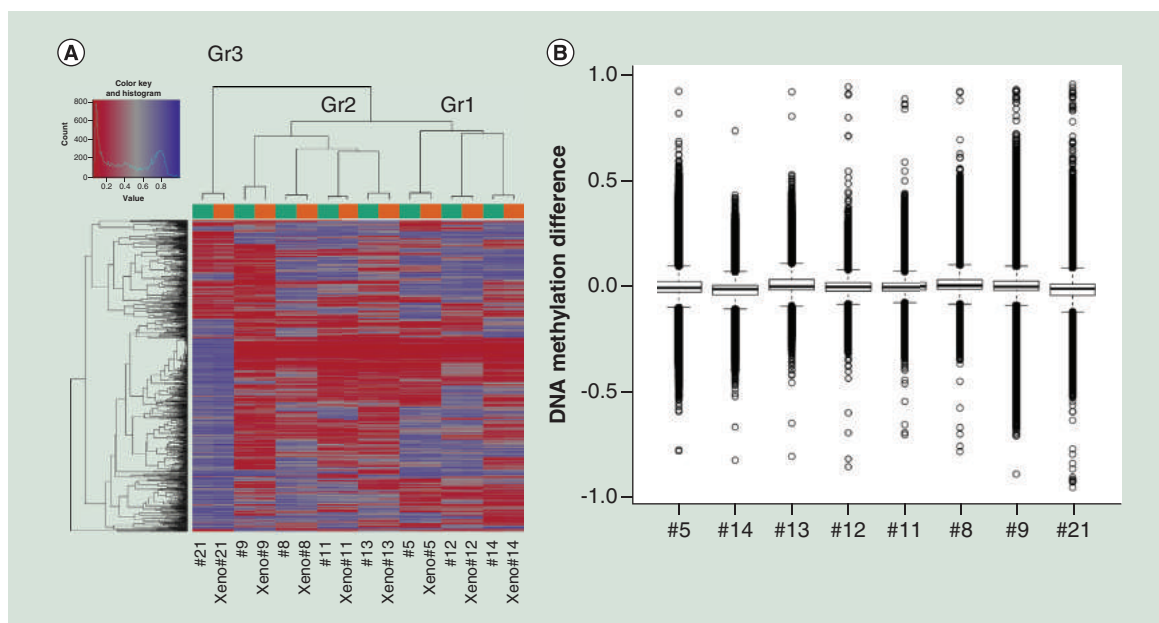 A
Gr3
Color key
and histogram
800
600
400
200
0
Count
0.2 0.4 0.6 0.8
Value
Gr2
Gr1
#21
Xeno#21
#9
Xeno#9
#8
Xeno#8
#11
Xeno#11
#13
Xeno#13
#5
Xeno#5
#12
Xeno#12
#14
Xeno#14
B
DNA methylation difference
1.0
0.5
0.0
-0.5
-1.0
#5 #14 #13 #12 #11 #8 #9 #21